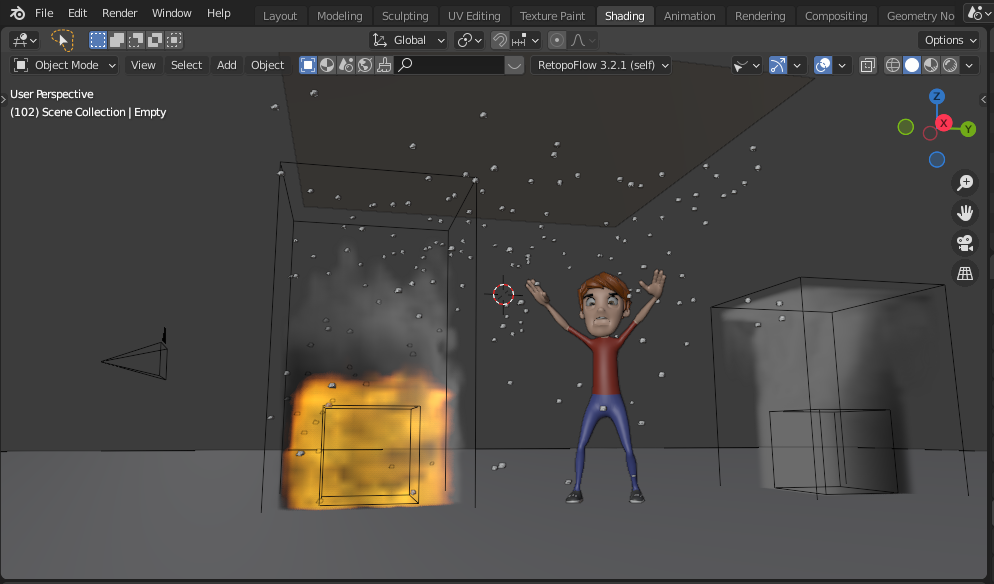 File Edit Render Window Help Layout Modeling Sculpting UV Editing Texture Paint Shading Animation Rendering Compositing Geometry No
Global Options
Object Mode View Select Add Object RetopoFlow 3.2.1 (self)
User Perspective
(102) Scene Collection | Empty
Z
X
Y